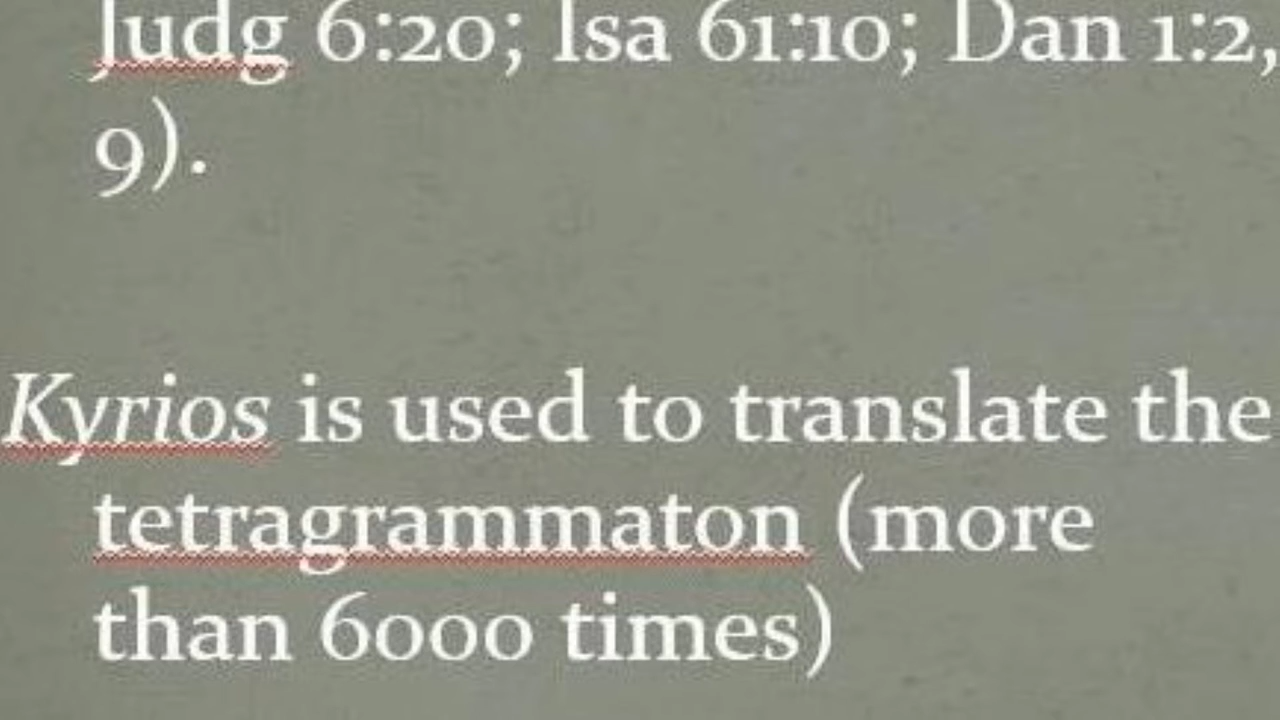 Judg 6:20; Isa 61:10; Dan 1:2,
9).
Kyrios is used to translate the
tetragrammaton (more
than 6000 times)